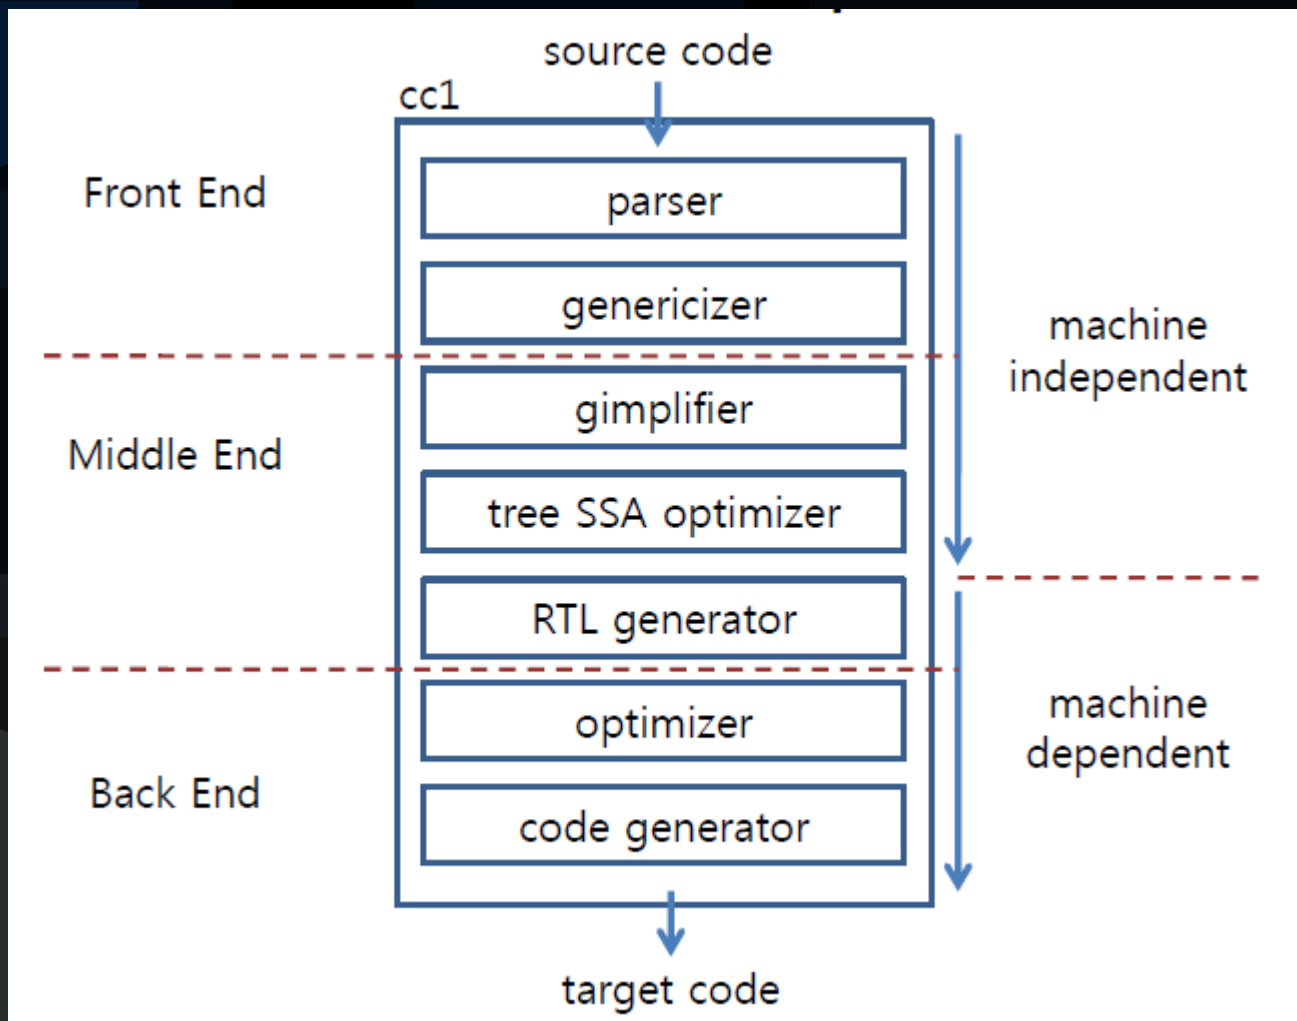 source code
cc1
Front End
parser
genericizer
machine
independent
gimplifier
Middle End
tree SSA optimizer
RTL generator
optimizer
machine
dependent
Back End
code generator
target code